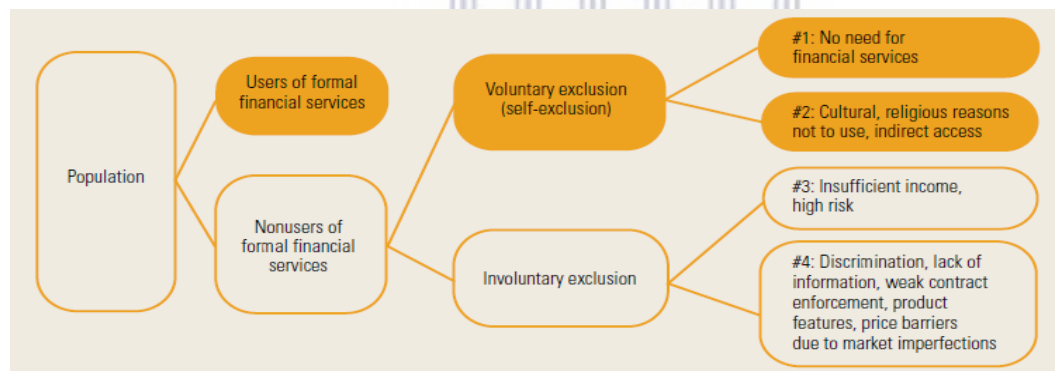 Population
Users of formal
financial services
Nonusers of
formal financial
services
Voluntary exclusion
(self-exclusion)
Involuntary exclusion
#1: No need for
financial services
#2: Cultural, religious reasons
not to use, indirect access
#3: Insufficient income,
high risk
#4: Discrimination, lack of
information, weak contract
enforcement, product
features, price barriers
due to market imperfections